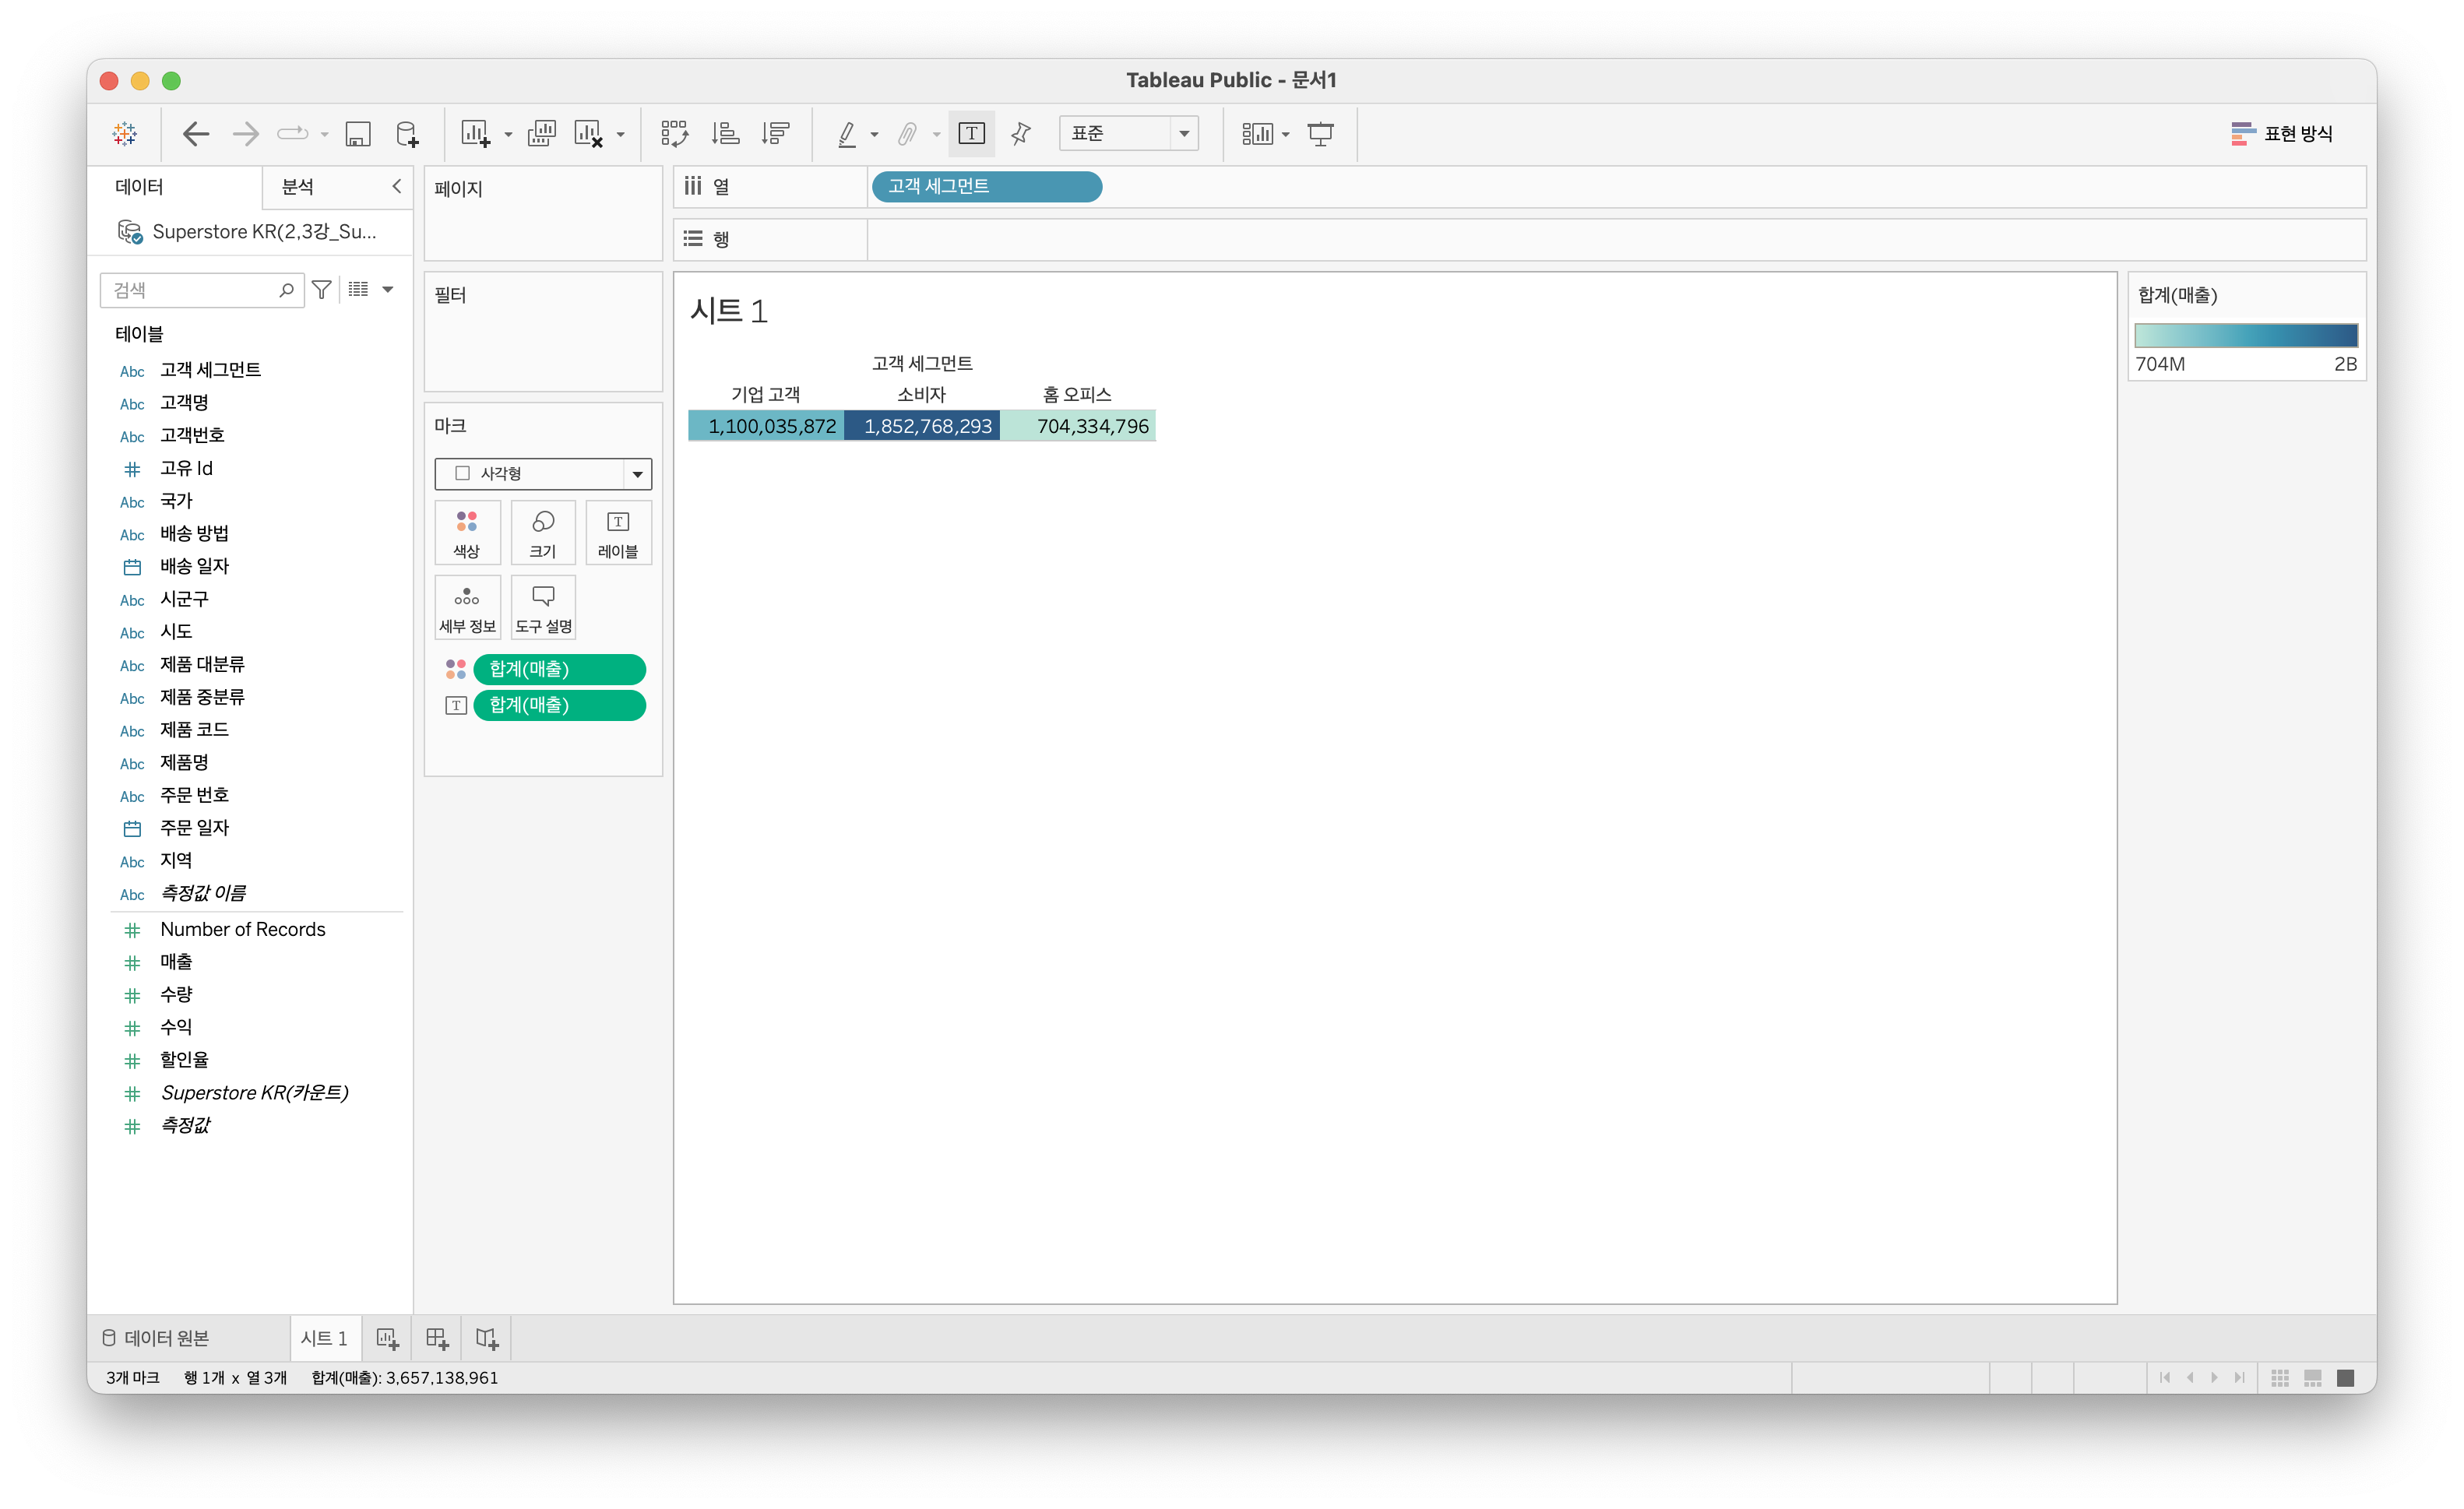 Tableau Public - 문서1
표준
표현 방식
데이터
분석
Superstore KR(2,3강_Su...
검색
테이블
Abc 고객 세그먼트
Abc 고객명
Abc 고객번호
# 고유 Id
Abc 국가
Abc 배송 방법
배송 일자
Abc 시군구
Abc 시도
Abc 제품 대분류
Abc 제품 중분류
Abc 제품 코드
Abc 제품명
Abc 주문 번호
주문 일자
Abc 지역
Abc 측정값 이름
# Number of Records
# 매출
# 수량
# 수익
# 할인율
# Superstore KR(카운트)
# 측정값
페이지
필터
마크
사각형
색상 크기 레이블
세부 정보 도구 설명
합계(매출)
합계(매출)
열 고객 세그먼트
행
시트 1
고객 세그먼트
기업 고객 소비자 홈 오피스
1,100,035,872 1,852,768,293 704,334,796
합계(매출)
704M 2B
데이터 원본 시트 1
3개 마크 행 1개 x 열 3개 합계(매출): 3,657,138,961